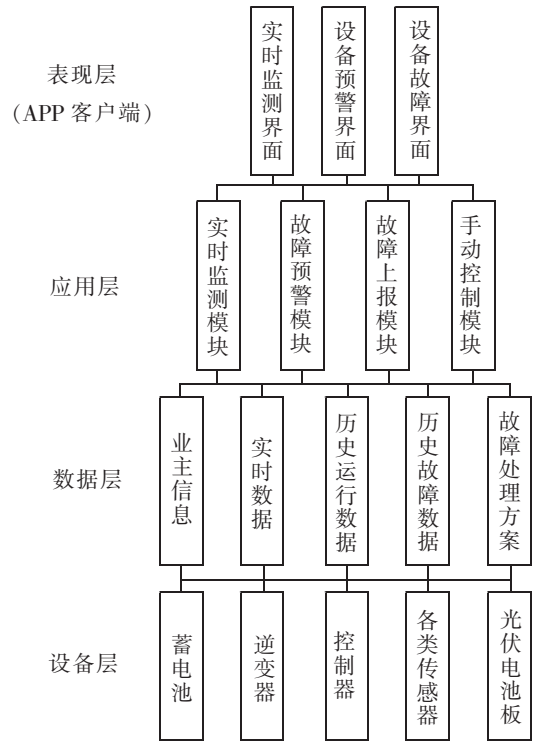 表现层
(APP 客户端)
实时监测界面
设备预警界面
设备故障界面
应用层
实时监测模块
故障预警模块
故障上报模块
手动控制模块
数据层
业主信息
实时数据
历史运行数据
历史故障数据
故障处理方案
设备层
蓄电池
逆变器
控制器
各类传感器
光伏电池板